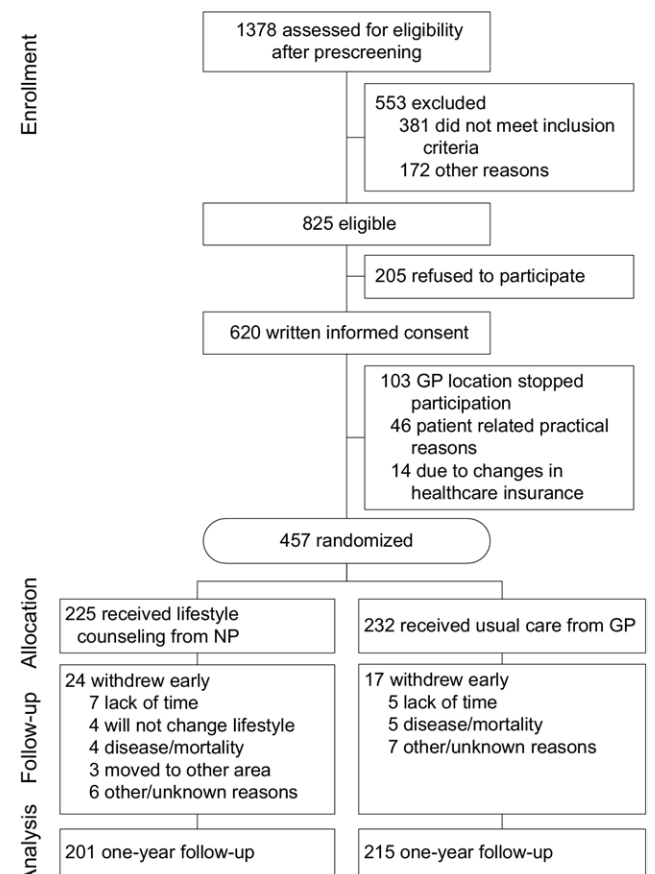 Enrollment
1378 assessed for eligibility
after prescreening
553 excluded
381 did not meet inclusion
criteria
172 other reasons
825 eligible
205 refused to participate
620 written informed consent
103 GP location stopped
participation
46 patient related practical
reasons
14 due to changes in
healthcare insurance
457 randomized
Allocation
225 received lifestyle
counseling from NP
232 received usual care from GP
Follow-up
24 withdrew early
7 lack of time
4 will not change lifestyle
4 disease/mortality
3 moved to other area
6 other/unknown reasons
17 withdrew early
5 lack of time
5 disease/mortality
7 other/unknown reasons
Analysis
201 one-year follow-up
215 one-year follow-up